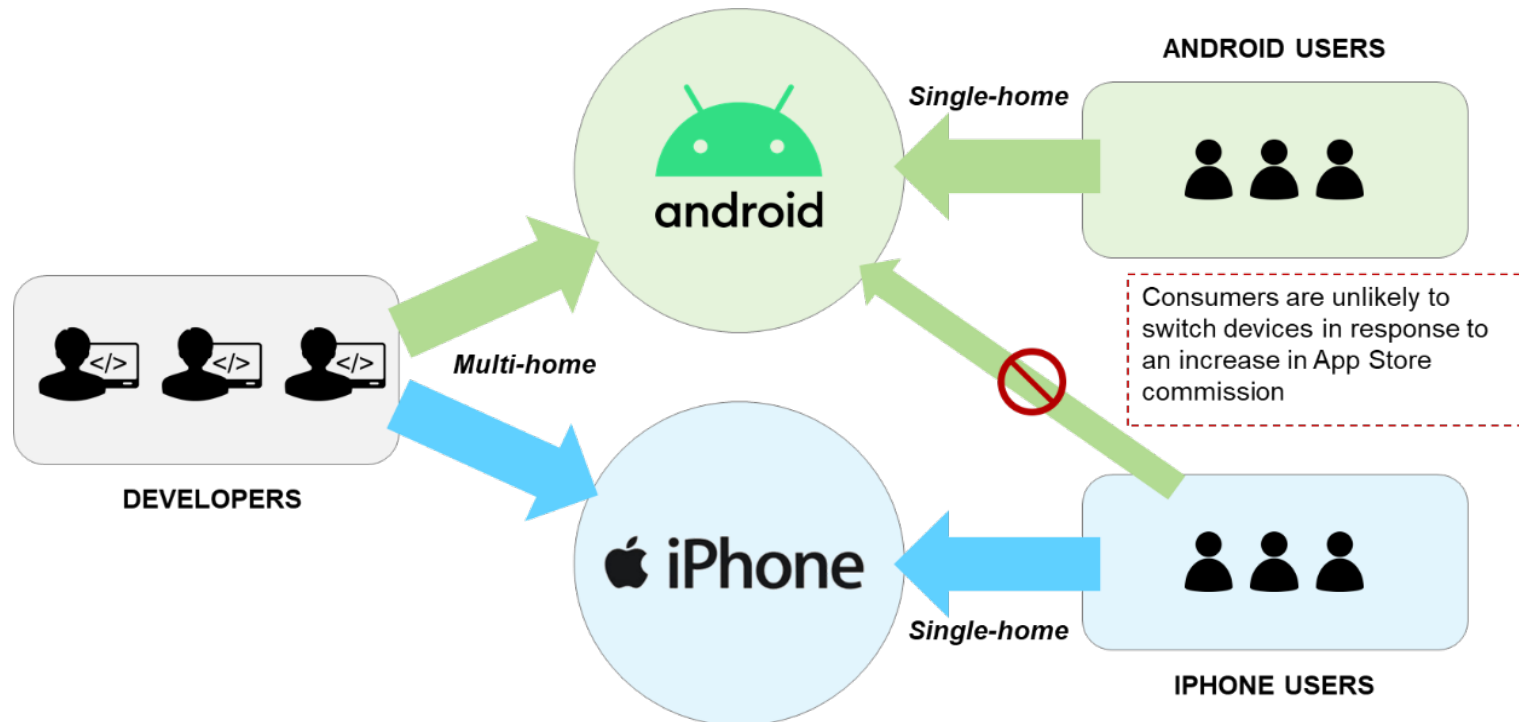 ANDROID USERS
Single-home
android
Consumers are unlikely to
switch devices in response to
an increase in App Store
commission
</>
</>
</>
Multi-home
DEVELOPERS
iPhone
Single-home
IPHONE USERS